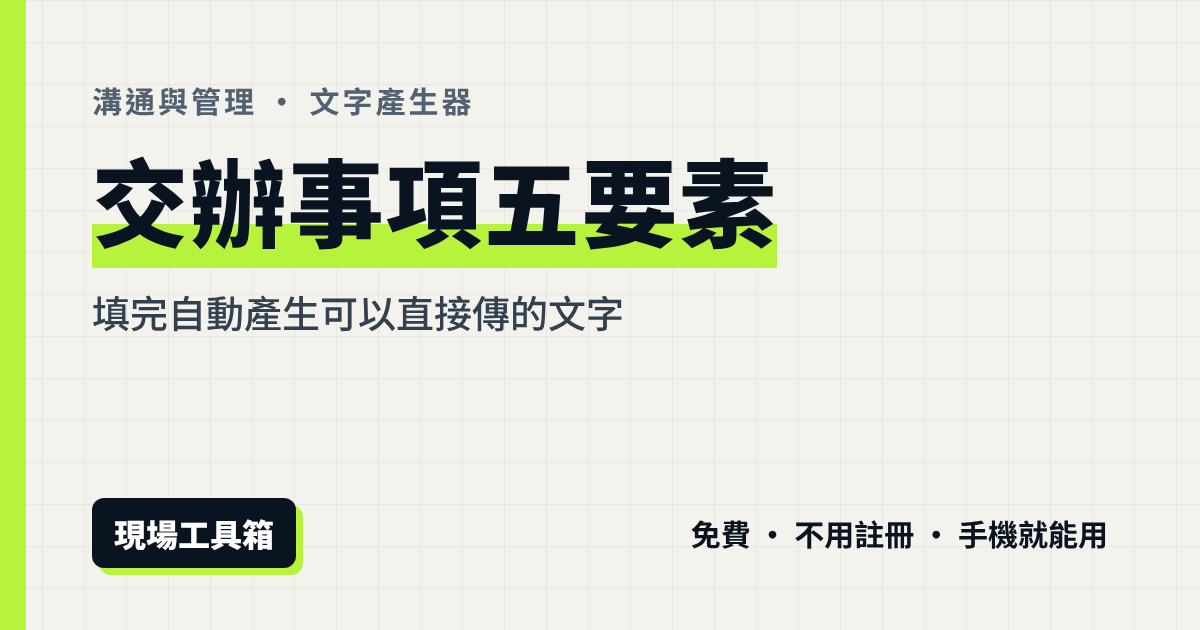 溝通與管理 · 文字產生器
交辦事項五要素
填完自動產生可以直接傳的文字
現場工具箱
免費 · 不用註冊 · 手機就能用